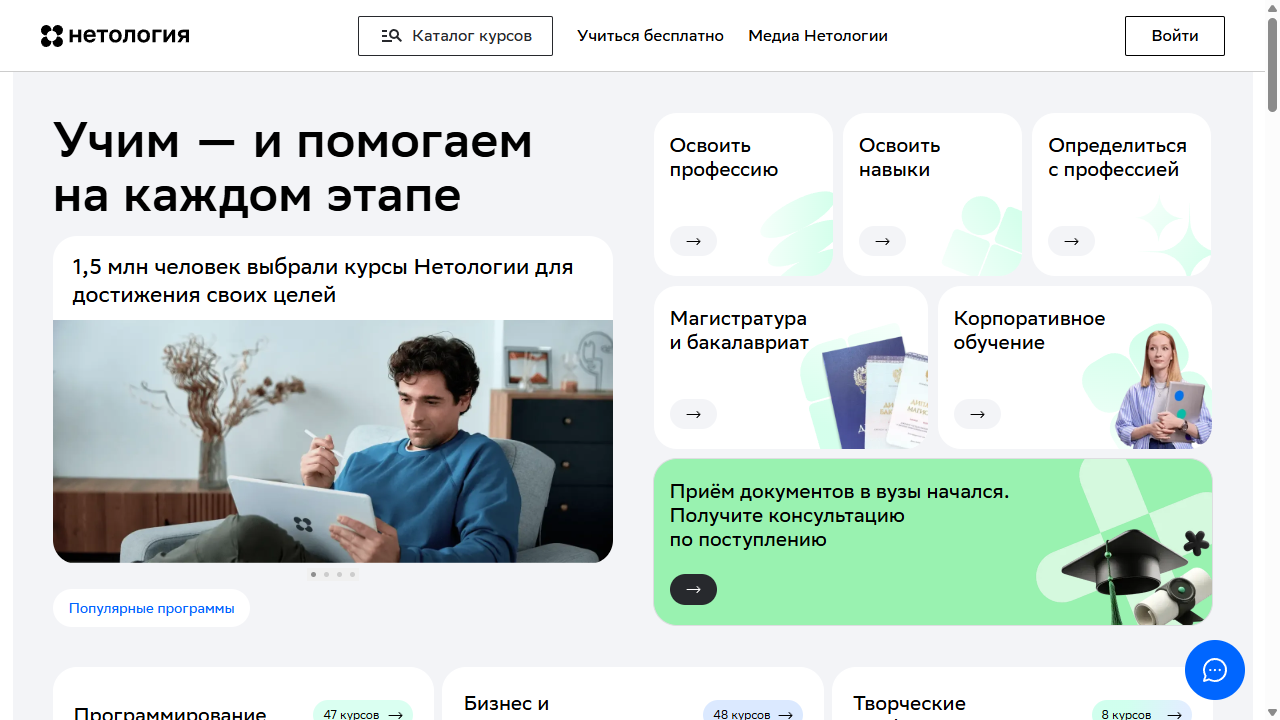 нетология
Каталог курсов
Учиться бесплатно
Медиа Нетологии
Войти
Учим — и помогаем
на каждом этапе
1,5 млн человек выбрали курсы Нетологии для
достижения своих целей
Популярные программы
Освоить
профессию
Освоить
навыки
Определиться
с профессией
Магистратура
и бакалавриат
Корпоративное
обучение
Приём документов в вузы начался.
Получите консультацию
по поступлению
Программирование
47 курсов
Бизнес и
48 курсов
Творческие
8 курсов